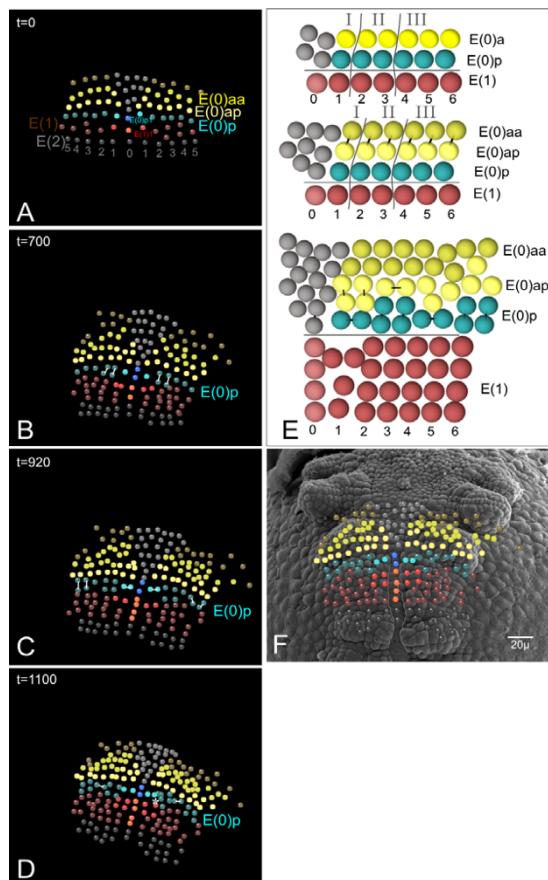 t=0
E(0)aa
E(0)ap
E(0)p1
E(0)p
E(1)
E(2)
5 4 3 2 1 0 1 2 3 4 5
A
t=700
E(0)p
B
t=920
E(0)p
C
t=1100
E(0)p
D
I II III
E(0)a
E(0)p
E(1)
0 1 2 3 4 5 6
I II III
E(0)aa
E(0)ap
E(0)p
E(1)
0 1 2 3 4 5 6
E(0)aa
E(0)ap
E(0)p
E(1)
E
0 1 2 3 4 5 6
F
20µ